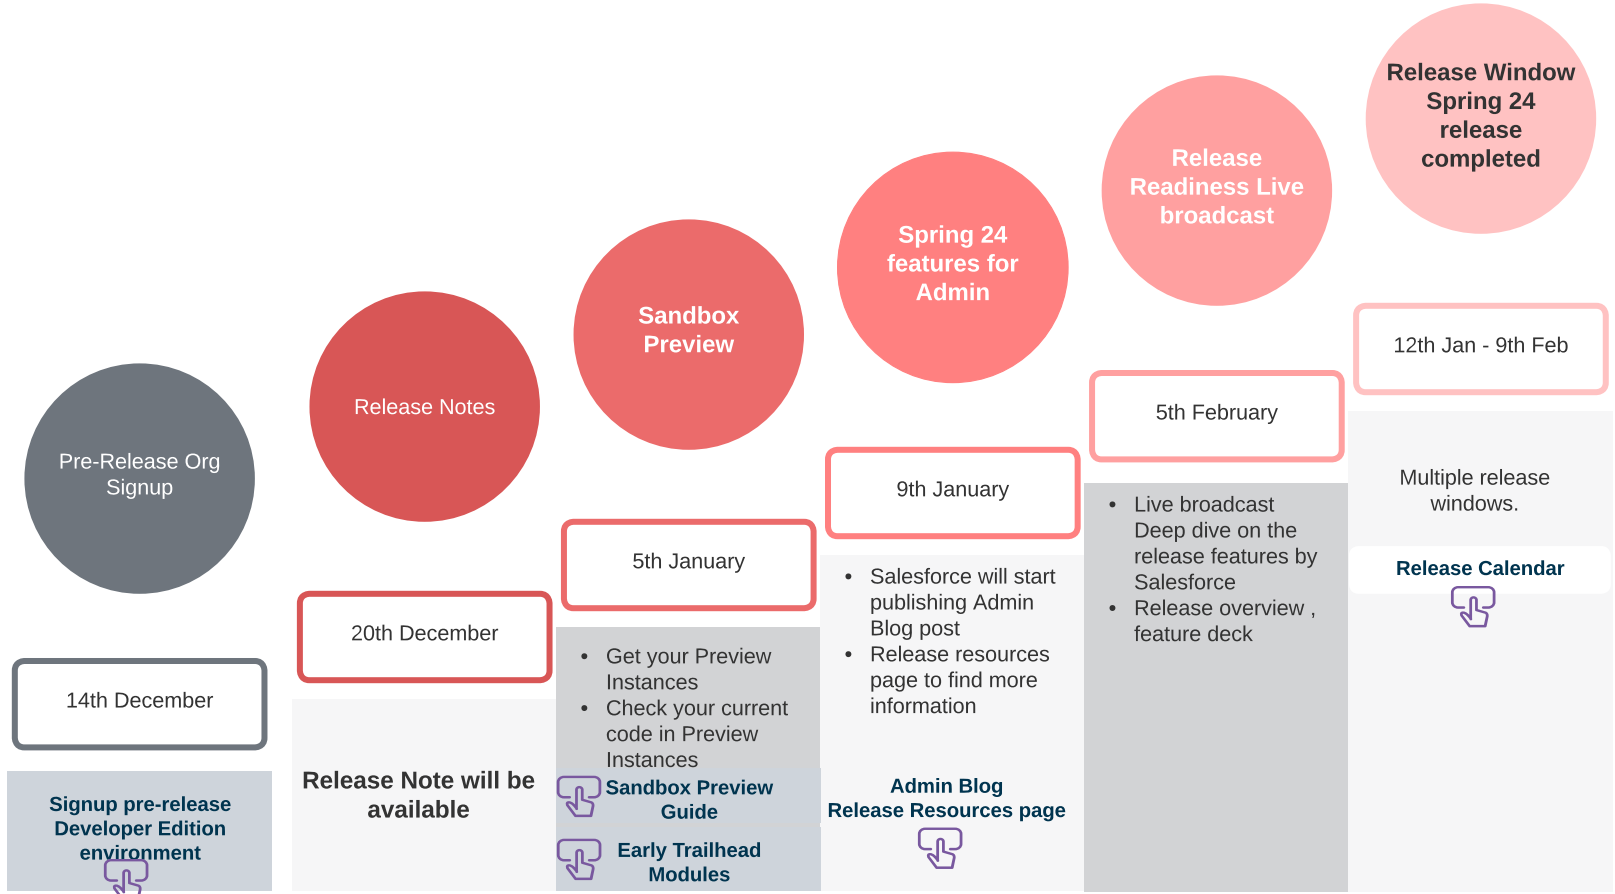 Pre-Release Org
Signup
14th December
Signup pre-release
Developer Edition
environment
Release Notes
20th December
Release Note will be
available
Sandbox
Preview
5th January
• Get your Preview
Instances
• Check your current
code in Preview
Instances
Sandbox Preview
Guide
Early Trailhead
Modules
Spring 24
features for
Admin
9th January
• Salesforce will start
publishing Admin
Blog post
• Release resources
page to find more
information
Admin Blog
Release Resources page
Release
Readiness Live
broadcast
5th February
• Live broadcast
Deep dive on the
release features by
Salesforce
• Release overview ,
feature deck
Release Window
Spring 24
release
completed
12th Jan - 9th Feb
Multiple release
windows.
Release Calendar